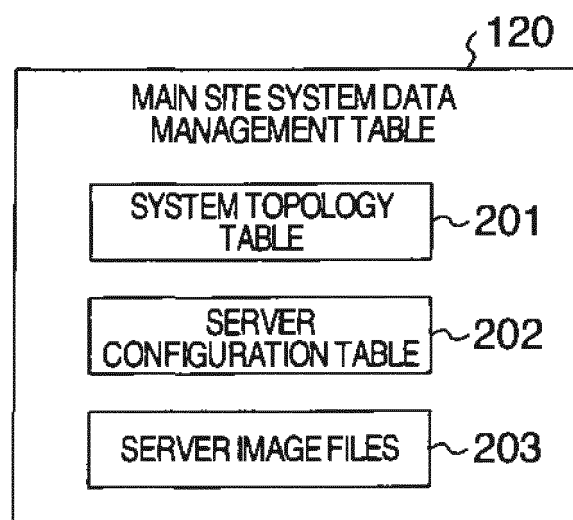 120
MAIN SITE SYSTEM DATA
MANAGEMENT TABLE
SYSTEM TOPOLOGY
TABLE
201
SERVER
CONFIGURATION TABLE
202
SERVER IMAGE FILES
203